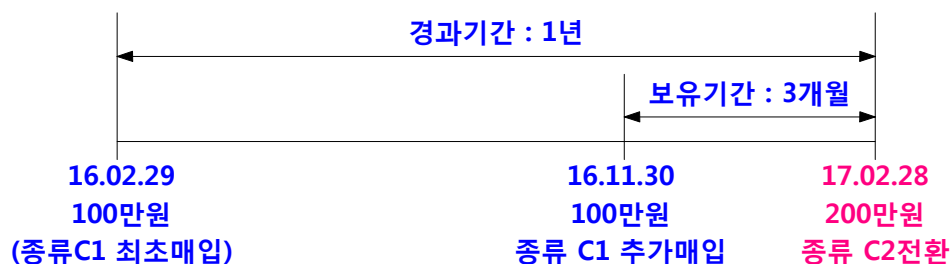 경과기간 : 1년
보유기간 : 3개월
16.02.29
100만원
(종류C1 최초매입)
16.11.30
100만원
종류 C1 추가매입
17.02.28
200만원
종류 C2전환